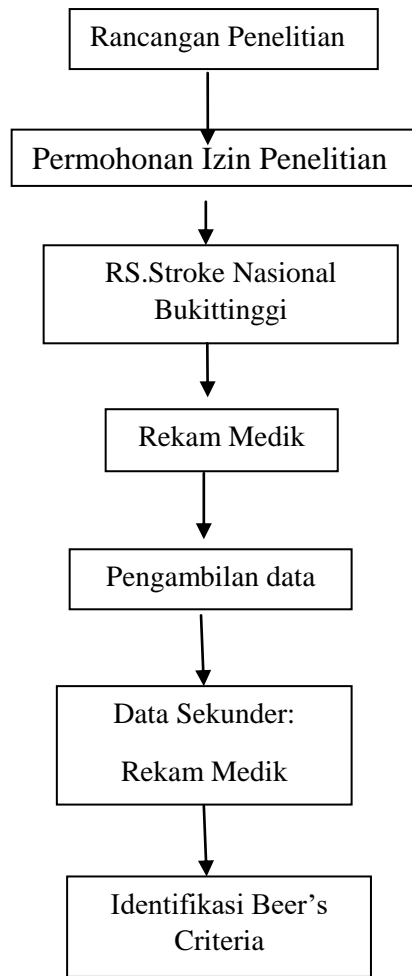 Rancangan Penelitian
Permohonan Izin Penelitian
RS.Stroke Nasional
Bukittinggi
Rekam Medik
Pengambilan data
Data Sekunder:
Rekam Medik
Identifikasi Beer’s
Criteria